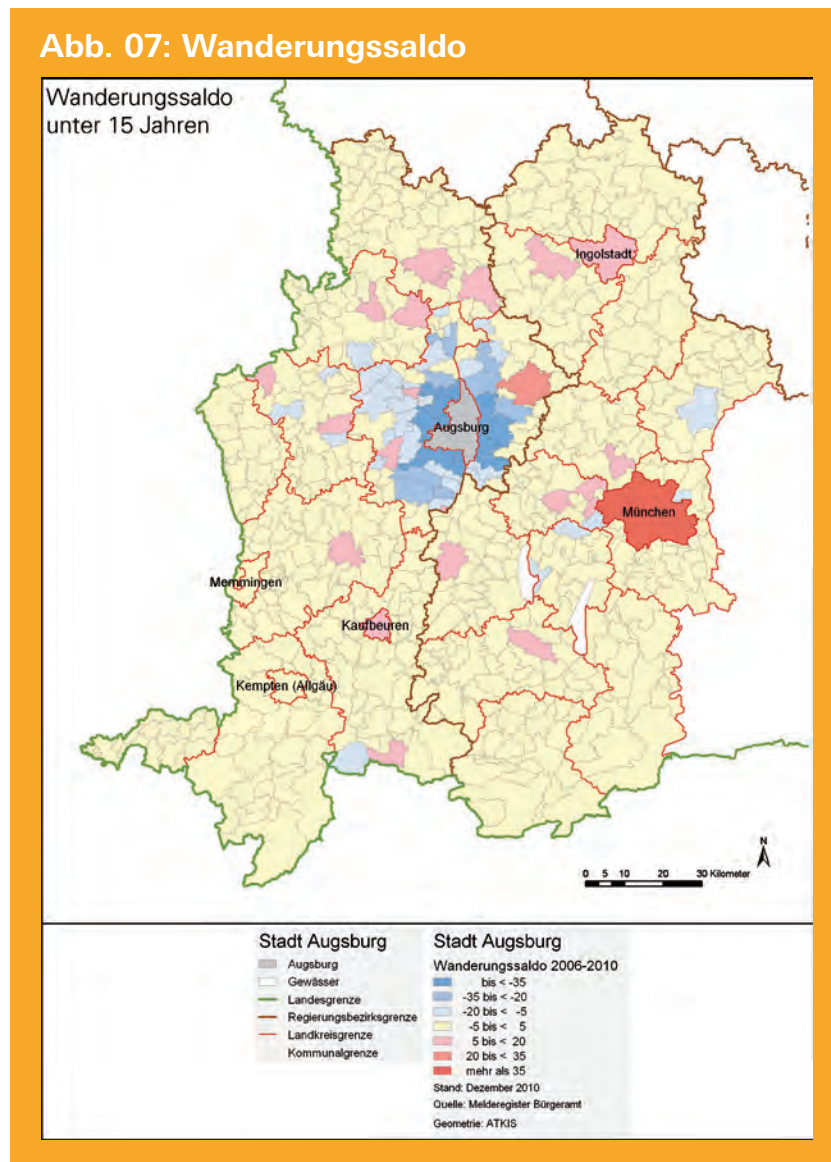 Abb. 07: Wanderungssaldo
Wanderungssaldo
unter 15 Jahren
Ingolstadt
Augsburg
München
Memmingen
Kaufbeuren
Kempten (Allgäu)
N
0 5 10 20 30 Kilometer
Stadt Augsburg
Augsburg
Gewässer
Landesgrenze
Regierungsbezirksgrenze
Landkreisgrenze
Kommunalgrenze
Stadt Augsburg
Wanderungssaldo 2006-2010
bis < -35
-35 bis < -20
-20 bis < -5
-5 bis < 5
5 bis < 20
20 bis < 35
mehr als 35
Stand: Dezember 2010
Quelle: Melderegister Bürgeramt
Geometrie: ATKIS